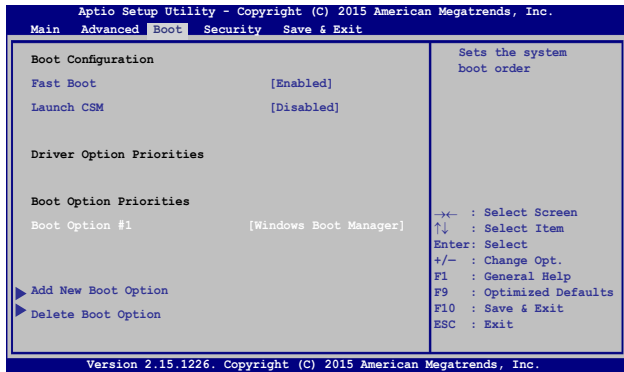 Aptio Setup Utility - Copyright (C) 2015 American Megatrends, Inc.
Main Advanced Boot Security Save & Exit
Boot Configuration
Fast Boot [Enabled]
Launch CSM [Disabled]
Driver Option Priorities
Boot Option Priorities
Boot Option #1 [Windows Boot Manager]
Add New Boot Option
Delete Boot Option
Sets the system
boot order
→← : Select Screen
↑↓ : Select Item
Enter: Select
+/— : Change Opt.
F1 : General Help
F9 : Optimized Defaults
F10 : Save & Exit
ESC : Exit
Version 2.15.1226. Copyright (C) 2015 American Megatrends, Inc.